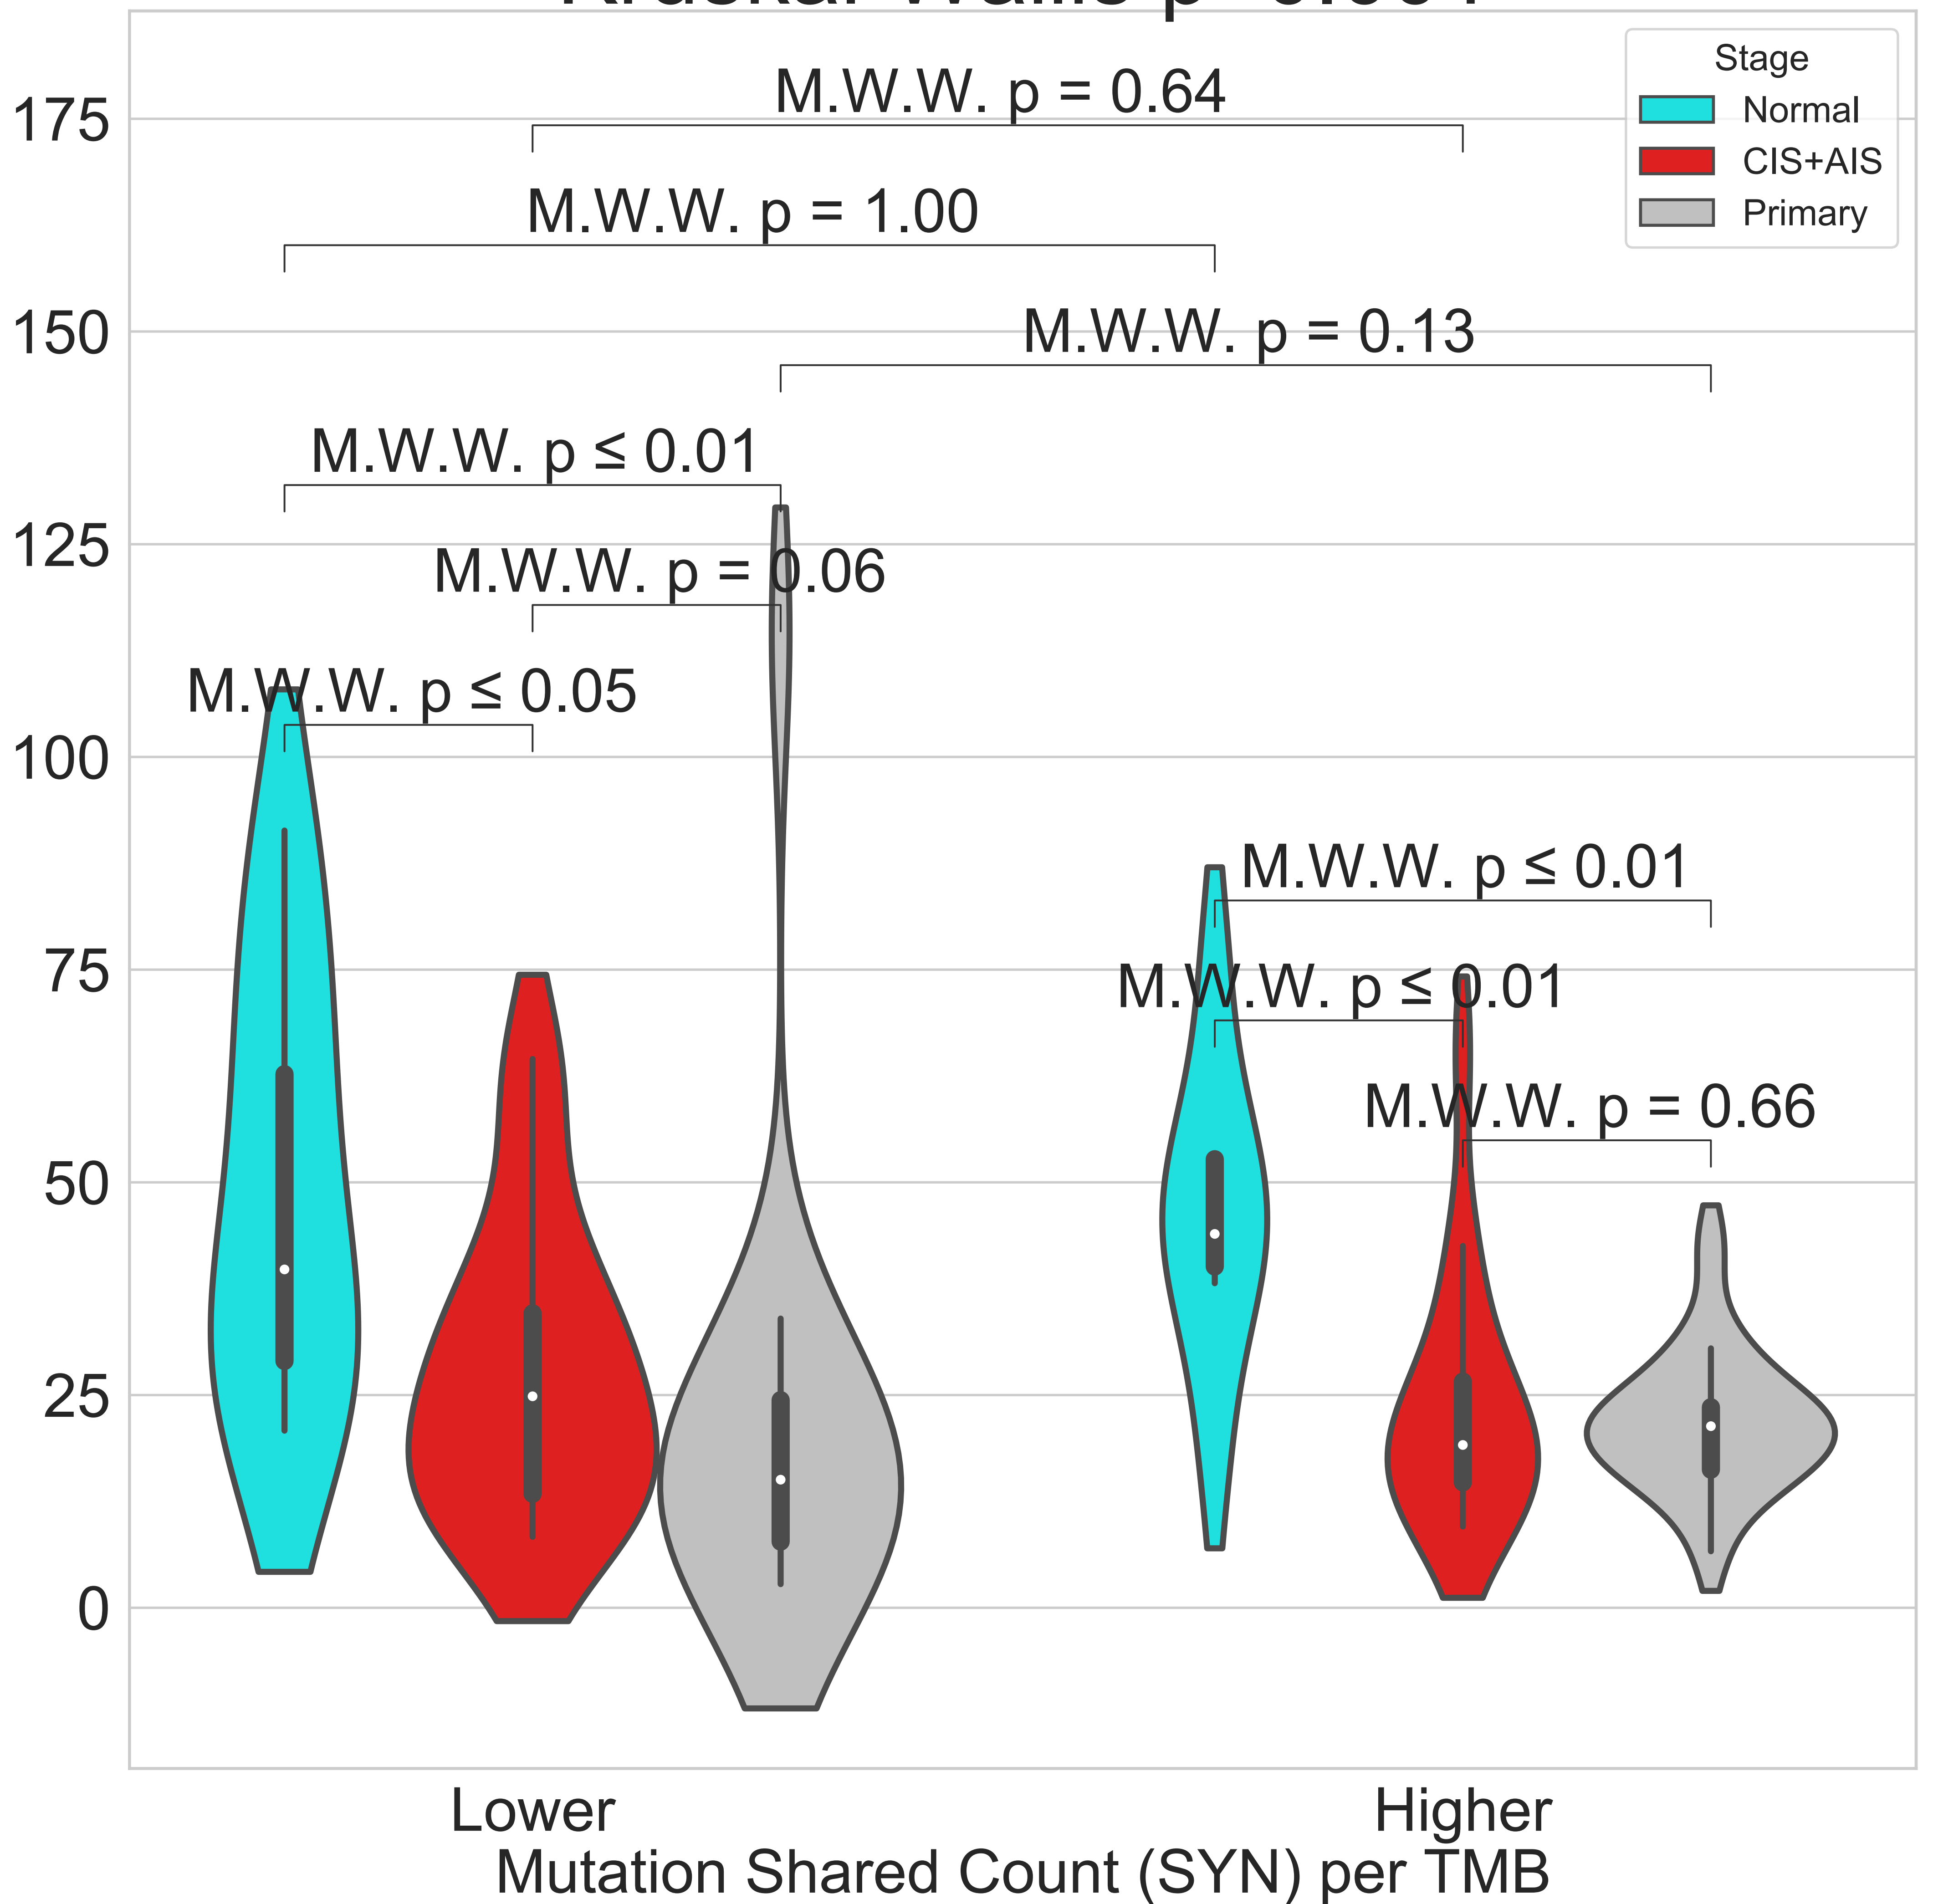 Stage
Normal
CIS+AIS
Primary
175
150
125
100
75
50
25
0
M.W.W. p = 0.64
M.W.W. p = 1.00
M.W.W. p = 0.13
M.W.W. p ≤ 0.01
M.W.W. p = 0.06
M.W.W. p ≤ 0.05
M.W.W. p ≤ 0.01
M.W.W. p ≤ 0.01
M.W.W. p = 0.66
Lower
Higher
Mutation Shared Count (SYN) per TMB